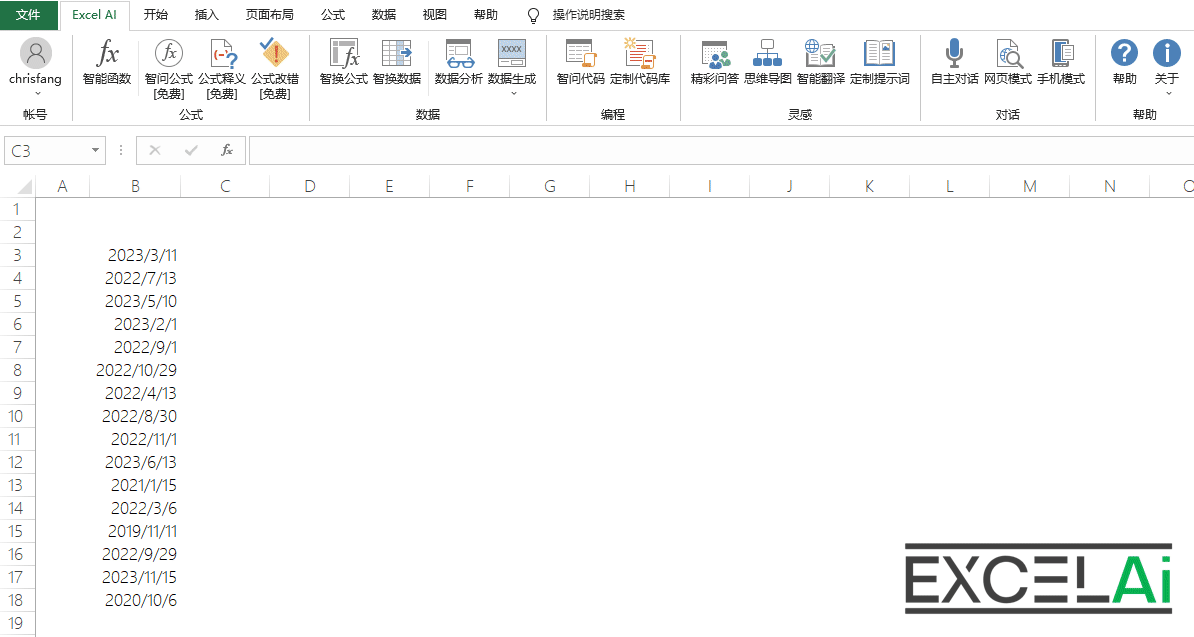 文件 Excel AI 开始 插入 页面布局 公式 数据 视图 帮助 操作说明搜索
chrisfang 智能函数 智问公式 公式释义 公式改错 智换公式 智换数据 数据分析 数据生成 智问代码 定制代码库 精彩问答 思维导图 智能翻译 定制提示词 自主对话 网页模式 手机模式 帮助 关于
[免费] [免费] [免费]
帐号 公式 数据 编程 灵感 对话 帮助
C3 fx
A B C D E F G H I J K L M N O
1
2
3 2023/3/11
4 2022/7/13
5 2023/5/10
6 2023/2/1
7 2022/9/1
8 2022/10/29
9 2022/4/13
10 2022/8/30
11 2022/11/1
12 2023/6/13
13 2021/1/15
14 2022/3/6
15 2019/11/11
16 2022/9/29
17 2023/11/15
18 2020/10/6
19
EXCELAi